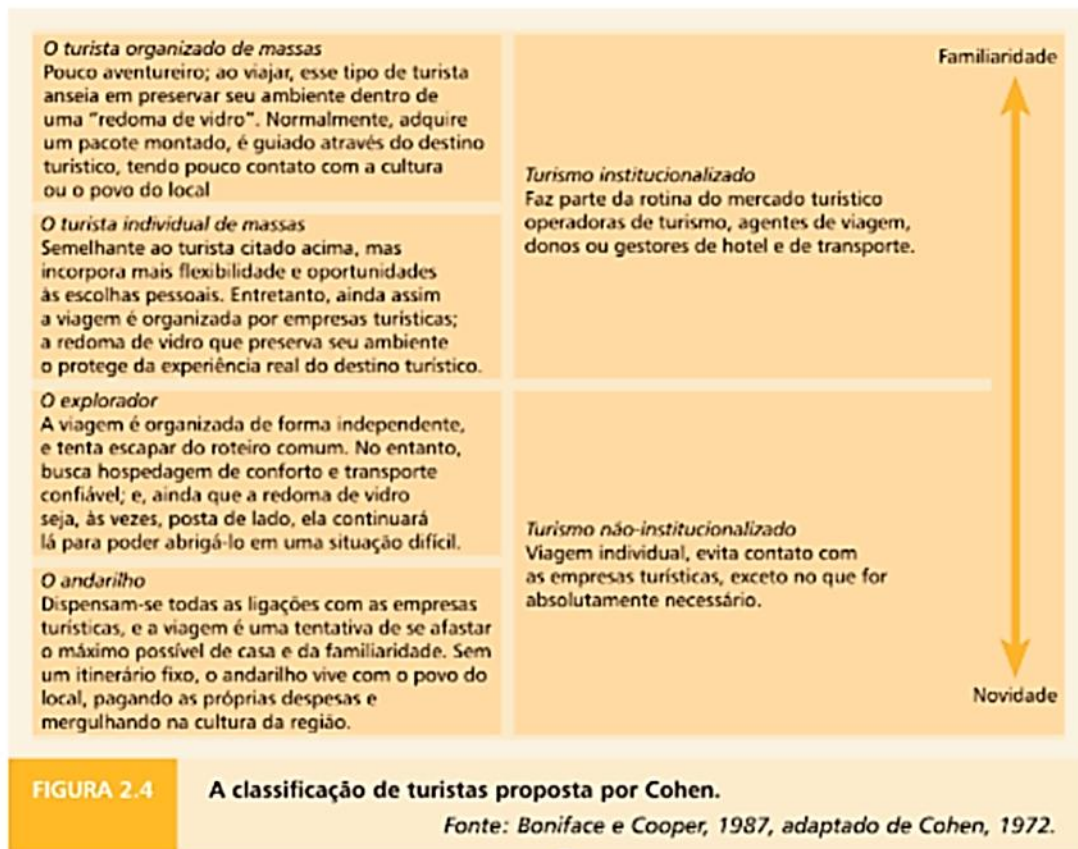 O turista organizado de massas
Pouco aventureiro; ao viajar, esse tipo de turista
anseia em preservar seu ambiente dentro de
uma "redoma de vidro". Normalmente, adquire
um pacote montado, é guiado através do destino
turístico, tendo pouco contato com a cultura
ou o povo do local
O turista individual de massas
Semelhante ao turista citado acima, mas
incorpora mais flexibilidade e oportunidades
às escolhas pessoais. Entretanto, ainda assim
a viagem é organizada por empresas turísticas;
a redoma de vidro que preserva seu ambiente
o protege da experiência real do destino turístico.
O explorador
A viagem é organizada de forma independente,
e tenta escapar do roteiro comum. No entanto,
busca hospedagem de conforto e transporte
confiável; e, ainda que a redoma de vidro
seja, às vezes, posta de lado, ela continuará
lá para poder abrigá-lo em uma situação difícil.
O andarilho
Dispensam-se todas as ligações com as empresas
turísticas, e a viagem é uma tentativa de se afastar
o máximo possível de casa e da familiaridade. Sem
um itinerário fixo, o andarilho vive com o povo do
local, pagando as próprias despesas e
mergulhando na cultura da região.
Turismo institucionalizado
Faz parte da rotina do mercado turístico
operadoras de turismo, agentes de viagem,
donos ou gestores de hotel e de transporte.
Turismo não-institucionalizado
Viagem individual, evita contato com
as empresas turísticas, exceto no que for
absolutamente necessário.
Familiaridade
Novidade
FIGURA 2.4
A classificação de turistas proposta por Cohen.
Fonte: Boniface e Cooper, 1987, adaptado de Cohen, 1972.